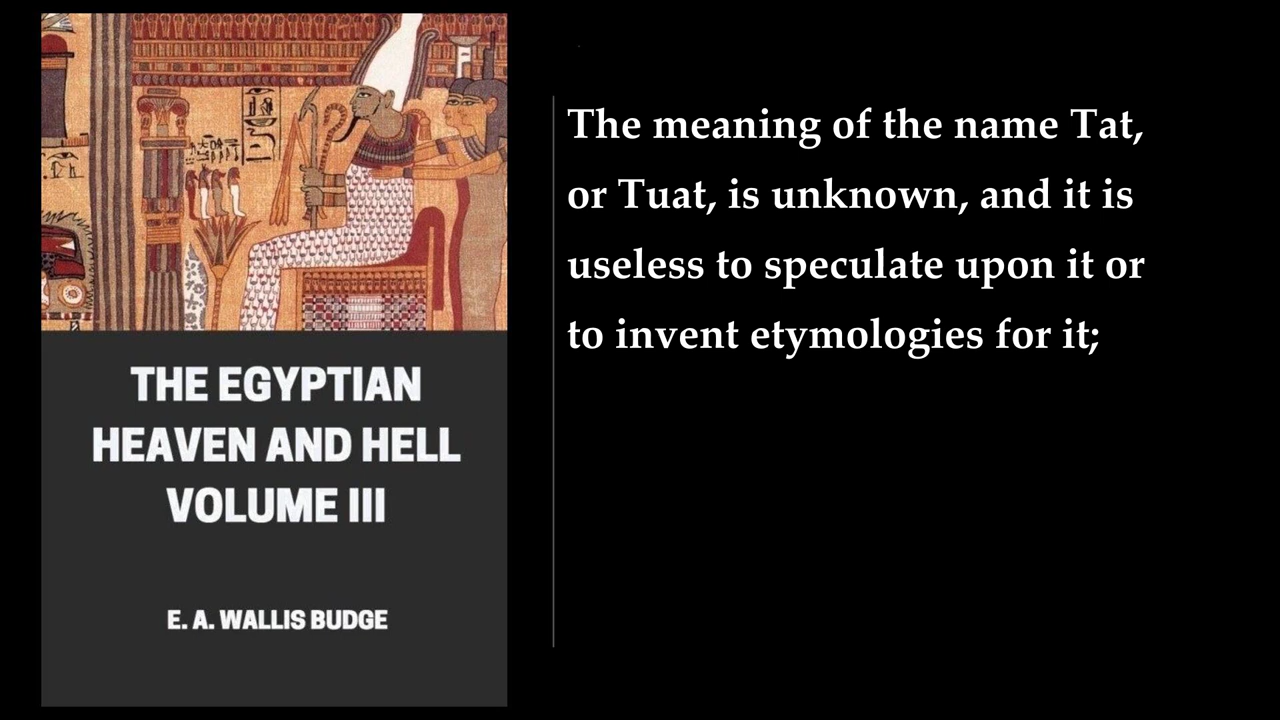 THE EGYPTIAN
HEAVEN AND HELL
VOLUME III
E. A. WALLIS BUDGE
The meaning of the name Tat,
or Tuat, is unknown, and it is
useless to speculate upon it or
to invent etymologies for it;